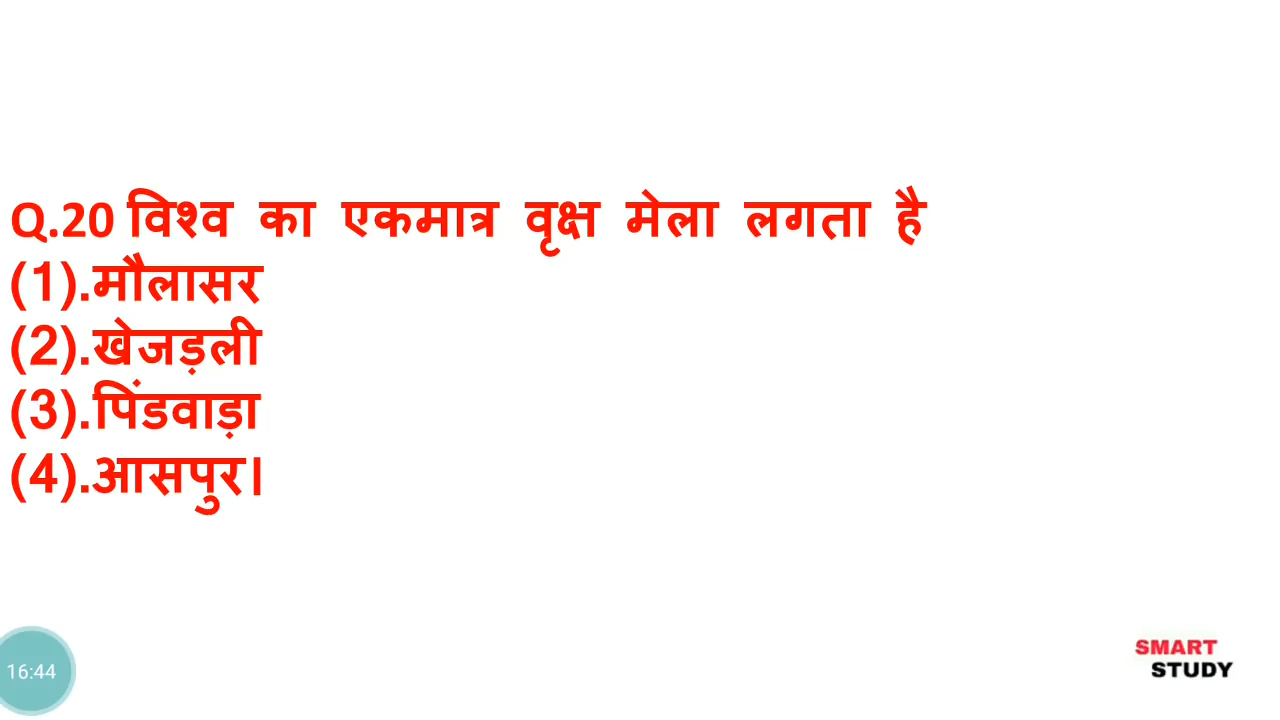 Q.20 विश्व का एकमात्र वृक्ष मेला लगता है
(1).मौलासर
(2).खेजड़ली
(3).पिंडवाड़ा
(4).आसपुर।
16:44
SMART
STUDY